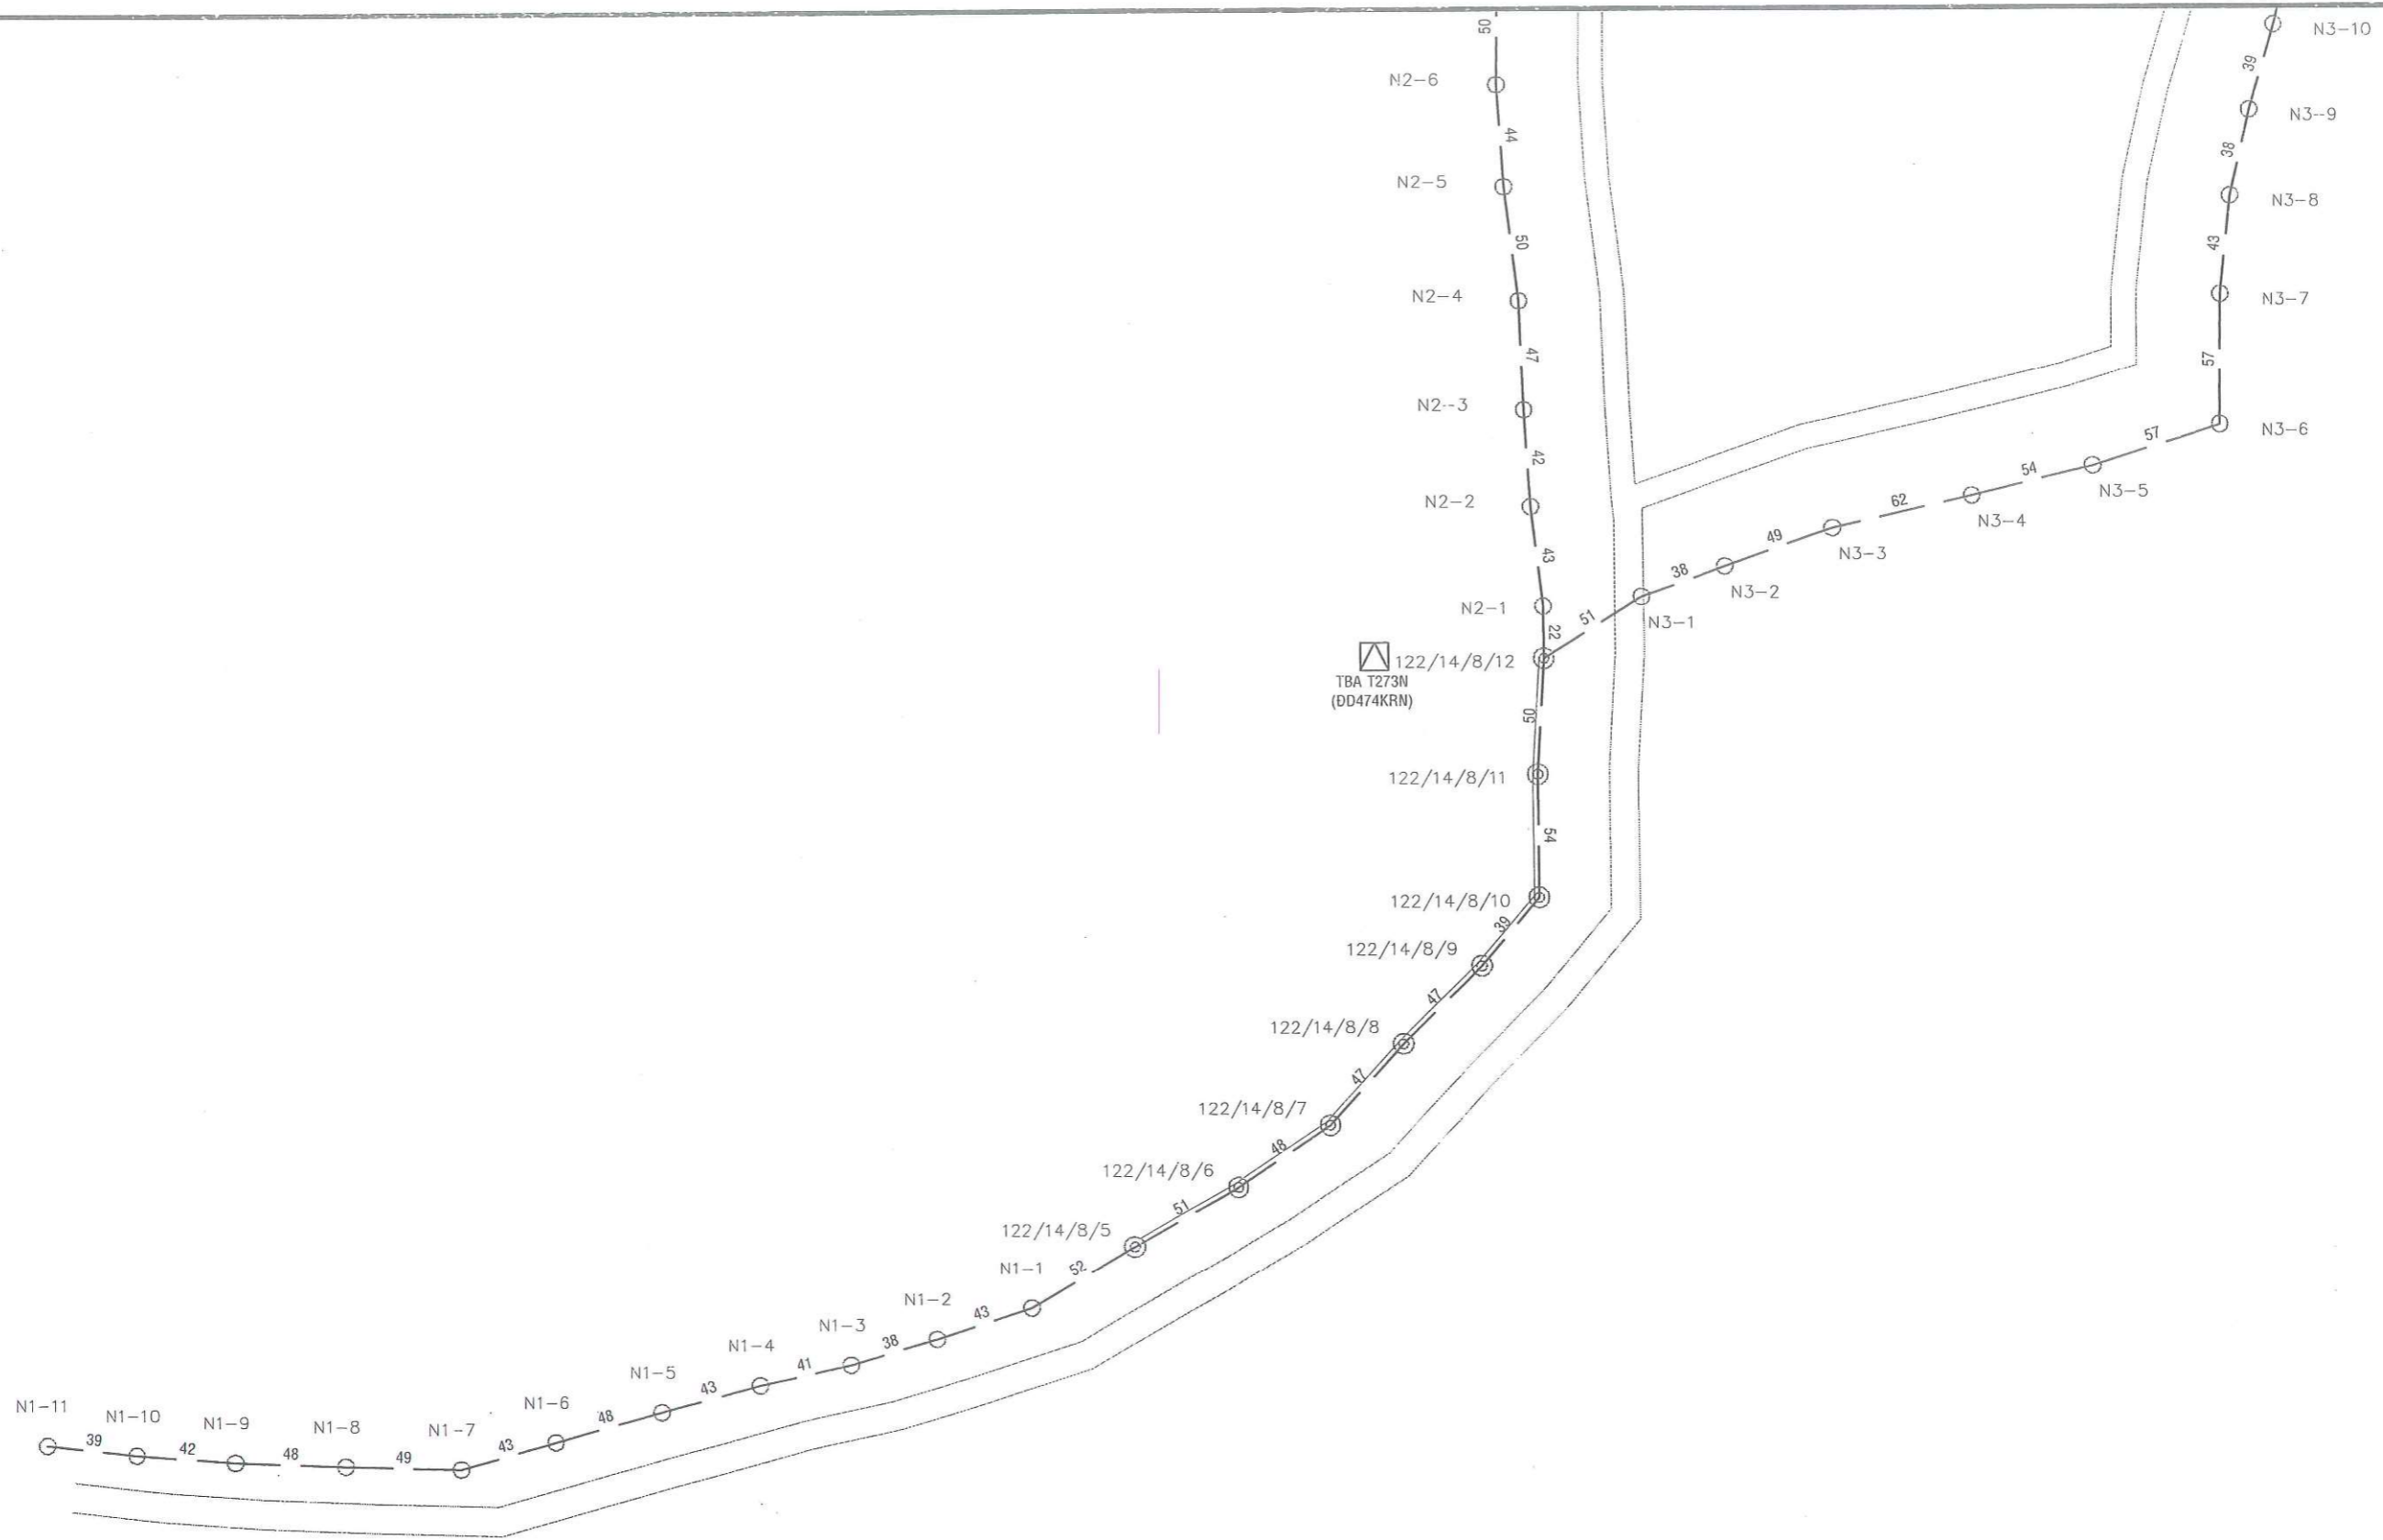 50
N3-10
39
N2-6
N3-9
44
38
N2-5
N3-8
50
43
N2-4
N3-7
47
57
N2-3
N3-6
57
42
54
N3-5
N2-2
62
N3-4
49
N3-3
43
38
N3-2
N2-1
51
N3-1
22
122/14/8/12
TBA T273N
(ĐD474KRN)
50
122/14/8/11
54
122/14/8/10
39
122/14/8/9
47
122/14/8/8
47
122/14/8/7
48
122/14/8/6
51
122/14/8/5
52
N1-1
43
N1-2
38
N1-3
41
N1-4
43
N1-5
48
N1-6
43
N1-7
49
N1-8
48
N1-9
42
N1-10
39
N1-11